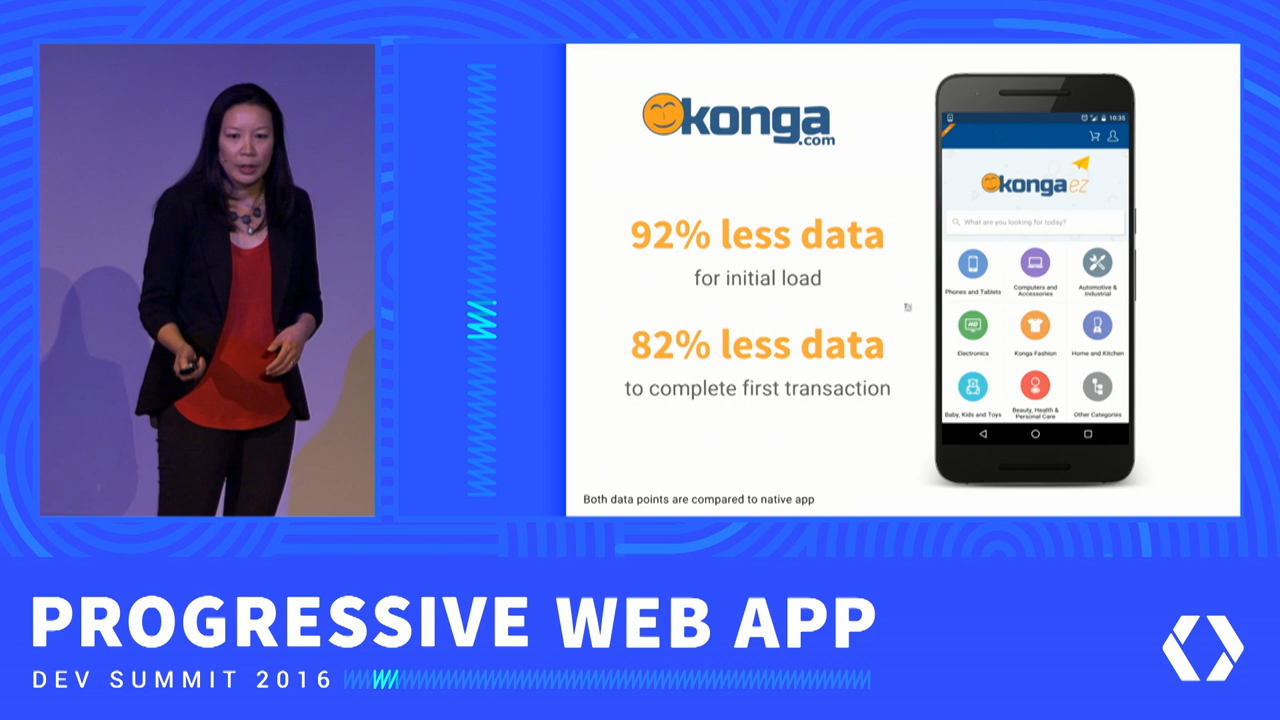 konga
.com
92% less data
for initial load
82% less data
to complete first transaction
Both data points are compared to native app
10:35
konga ez
What are you looking for today?
Phones and Tablets
Computers and
Accessories
Automotive &
Industrial
HD
Electronics
Konga Fashion
Home and Kitchen
Baby, Kids and Toys
Beauty, Health &
Personal Care
Other Categories
PROGRESSIVE WEB APP
DEV SUMMIT 2016